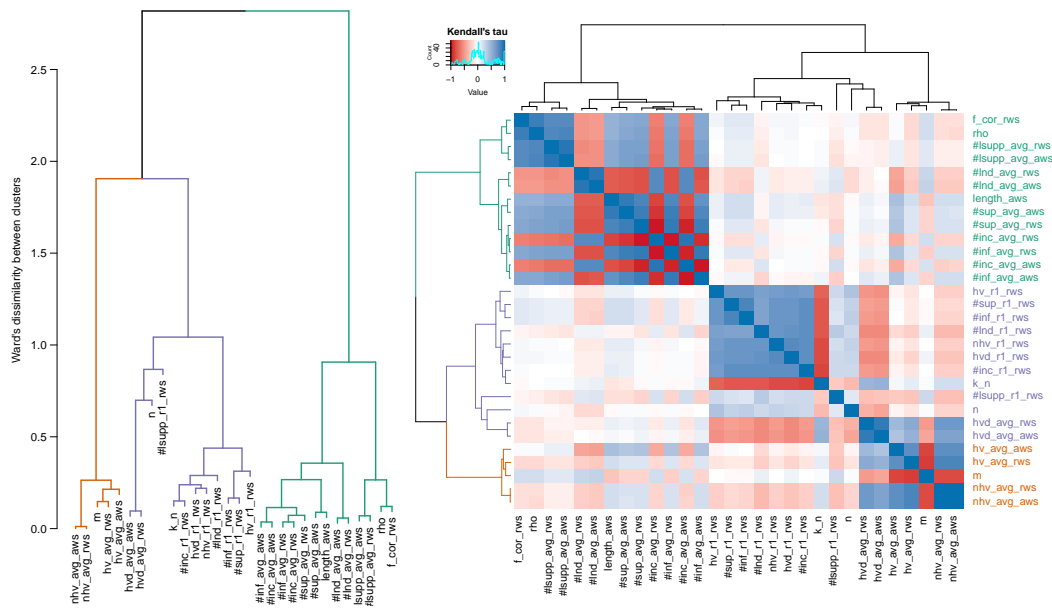 Ward's dissimilarity between clusters
2.5
2.0
1.5
1.0
0.5
0.0
nhv_avg_aws
nhv_avg_rws
m
hv_avg_rws
hv_avg_aws
hvd_avg_aws
hvd_avg_rws
n
#lsupp_r1_rws
k_n
#inc_r1_rws
hvd_r1_rws
nhv_r1_rws
#lnd_r1_rws
#inf_r1_rws
#sup_r1_rws
hv_r1_rws
#inf_avg_aws
#inc_avg_aws
#inf_avg_rws
#inc_avg_rws
#sup_avg_rws
#sup_avg_aws
length_aws
#lnd_avg_aws
#lnd_avg_rws
lsupp_avg_aws
#lsupp_avg_rws
rho
f_cor_rws
Kendall's tau
Count
0 20 40
-1 0 0.5 1
Value
f_cor_rws
rho
#lsupp_avg_rws
#lsupp_avg_aws
#lnd_avg_rws
#lnd_avg_aws
length_aws
#sup_avg_aws
#sup_avg_rws
#inc_avg_rws
#inf_avg_rws
#inc_avg_aws
#inf_avg_aws
hv_r1_rws
#sup_r1_rws
#inf_r1_rws
#lnd_r1_rws
nhv_r1_rws
hvd_r1_rws
#inc_r1_rws
k_n
#lsupp_r1_rws
n
hvd_avg_rws
hvd_avg_aws
hv_avg_aws
hv_avg_rws
m
nhv_avg_rws
nhv_avg_aws
f_cor_rws
rho
#lsupp_avg_rws
#lsupp_avg_aws
#lnd_avg_rws
#lnd_avg_aws
length_aws
#sup_avg_aws
#sup_avg_rws
#inc_avg_rws
#inf_avg_rws
#inc_avg_aws
#inf_avg_aws
hv_r1_rws
#sup_r1_rws
#inf_r1_rws
#lnd_r1_rws
nhv_r1_rws
hvd_r1_rws
#inc_r1_rws
k_n
#lsupp_r1_rws
n
hvd_avg_rws
hvd_avg_aws
hv_avg_aws
hv_avg_rws
m
nhv_avg_rws
nhv_avg_aws